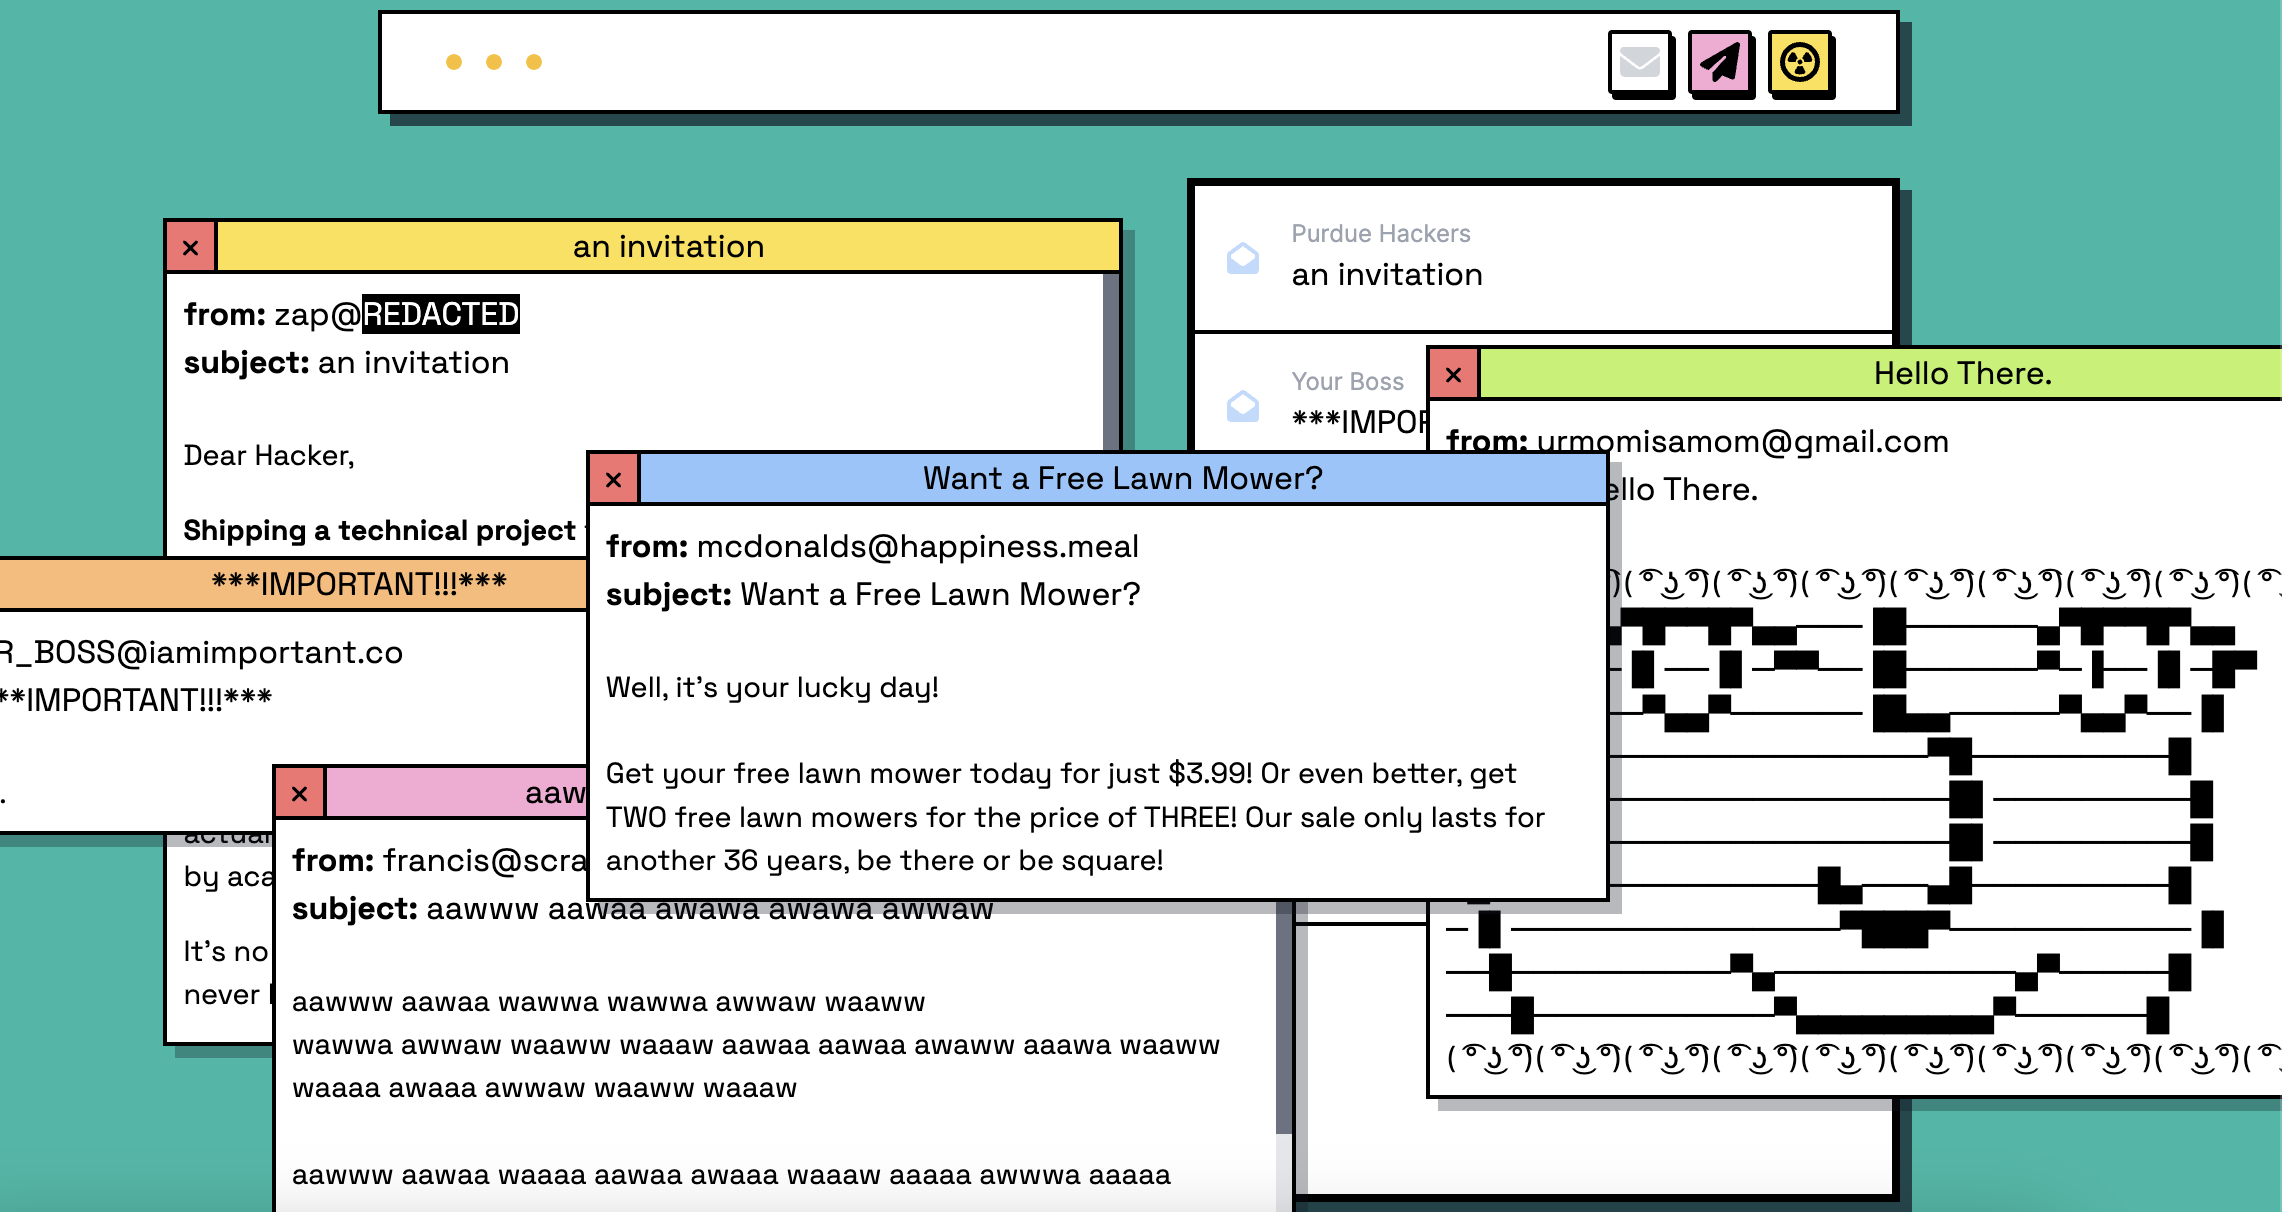 Purdue Hackers
an invitation
an invitation
from: zap@REDACTED
subject: an invitation
Dear Hacker,
Shipping a technical project
Your Boss
***IMPOR
Hello There.
from: urmomisamom@gmail.com
ello There.
( ͡° ͜ʖ ͡°)( ͡° ͜ʖ ͡°)( ͡° ͜ʖ ͡°)( ͡° ͜ʖ ͡°)( ͡° ͜ʖ ͡°)( ͡° ͜ʖ ͡°)( ͡° ͜ʖ ͡°)(
Want a Free Lawn Mower?
from: mcdonalds@happiness.meal
subject: Want a Free Lawn Mower?
Well, it's your lucky day!
Get your free lawn mower today for just $3.99! Or even better, get
TWO free lawn mowers for the price of THREE! Our sale only lasts for
another 36 years, be there or be square!
***IMPORTANT!!!***
R_BOSS@iamimportant.co
**IMPORTANT!!!***
by aca
It's no
never
aaw
from: francis@scra
subject: aawww aawaa awawa awawa awwaw
aawww aawaa wawwa wawwa awwaw waaww
wawwa awwaw waaww waaaw aawaa aawaa awaww aaawa waaww
waaaa awaaa awwaw waaww waaaw
aawww aawaa waaaa aawaa awaaa waaaw aaaaa awwwa aaaaa
( ͡° ͜ʖ ͡°)( ͡° ͜ʖ ͡°)( ͡° ͜ʖ ͡°)( ͡° ͜ʖ ͡°)( ͡° ͜ʖ ͡°)( ͡° ͜ʖ ͡°)( ͡° ͜ʖ ͡°)( ͡° ͜ʖ ͡°)( ͡° ͜ʖ ͡°)(